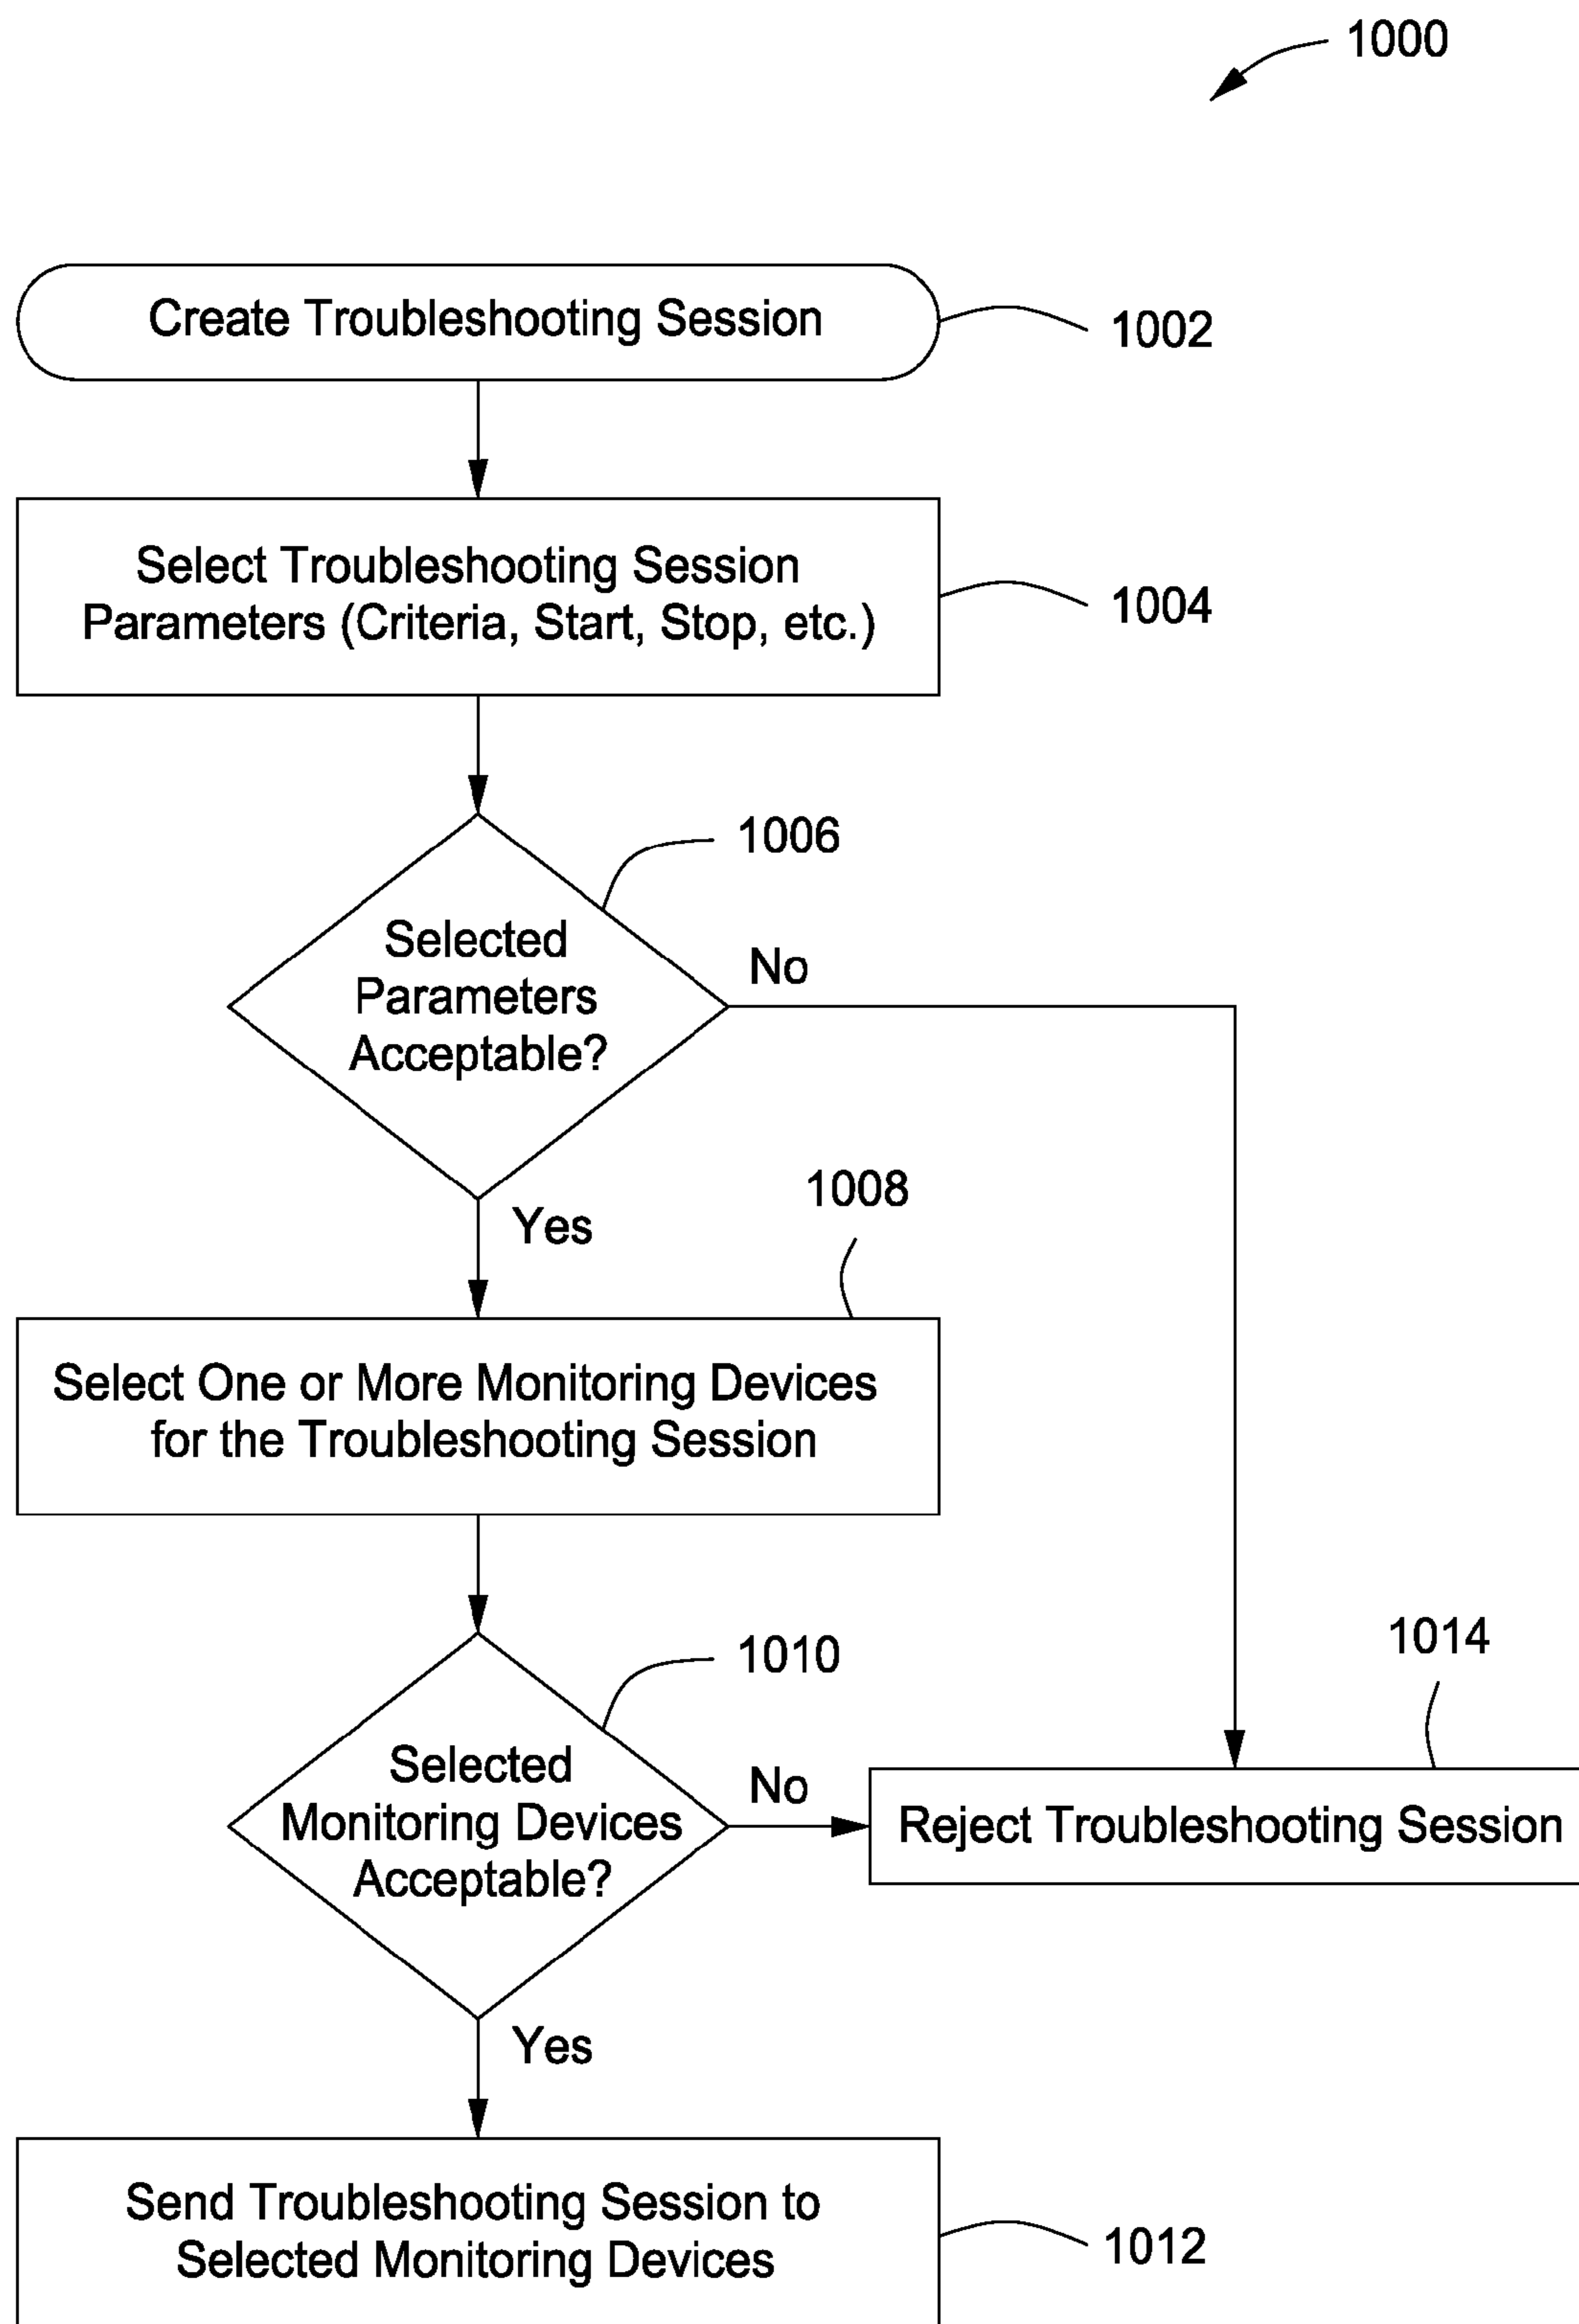 1000
Create Troubleshooting Session
1002
Select Troubleshooting Session
Parameters (Criteria, Start, Stop, etc.)
1004
1006
Selected
Parameters
Acceptable?
No
Yes
1008
Select One or More Monitoring Devices
for the Troubleshooting Session
1010
Selected
Monitoring Devices
Acceptable?
No
1014
Reject Troubleshooting Session
Yes
Send Troubleshooting Session to
Selected Monitoring Devices
1012